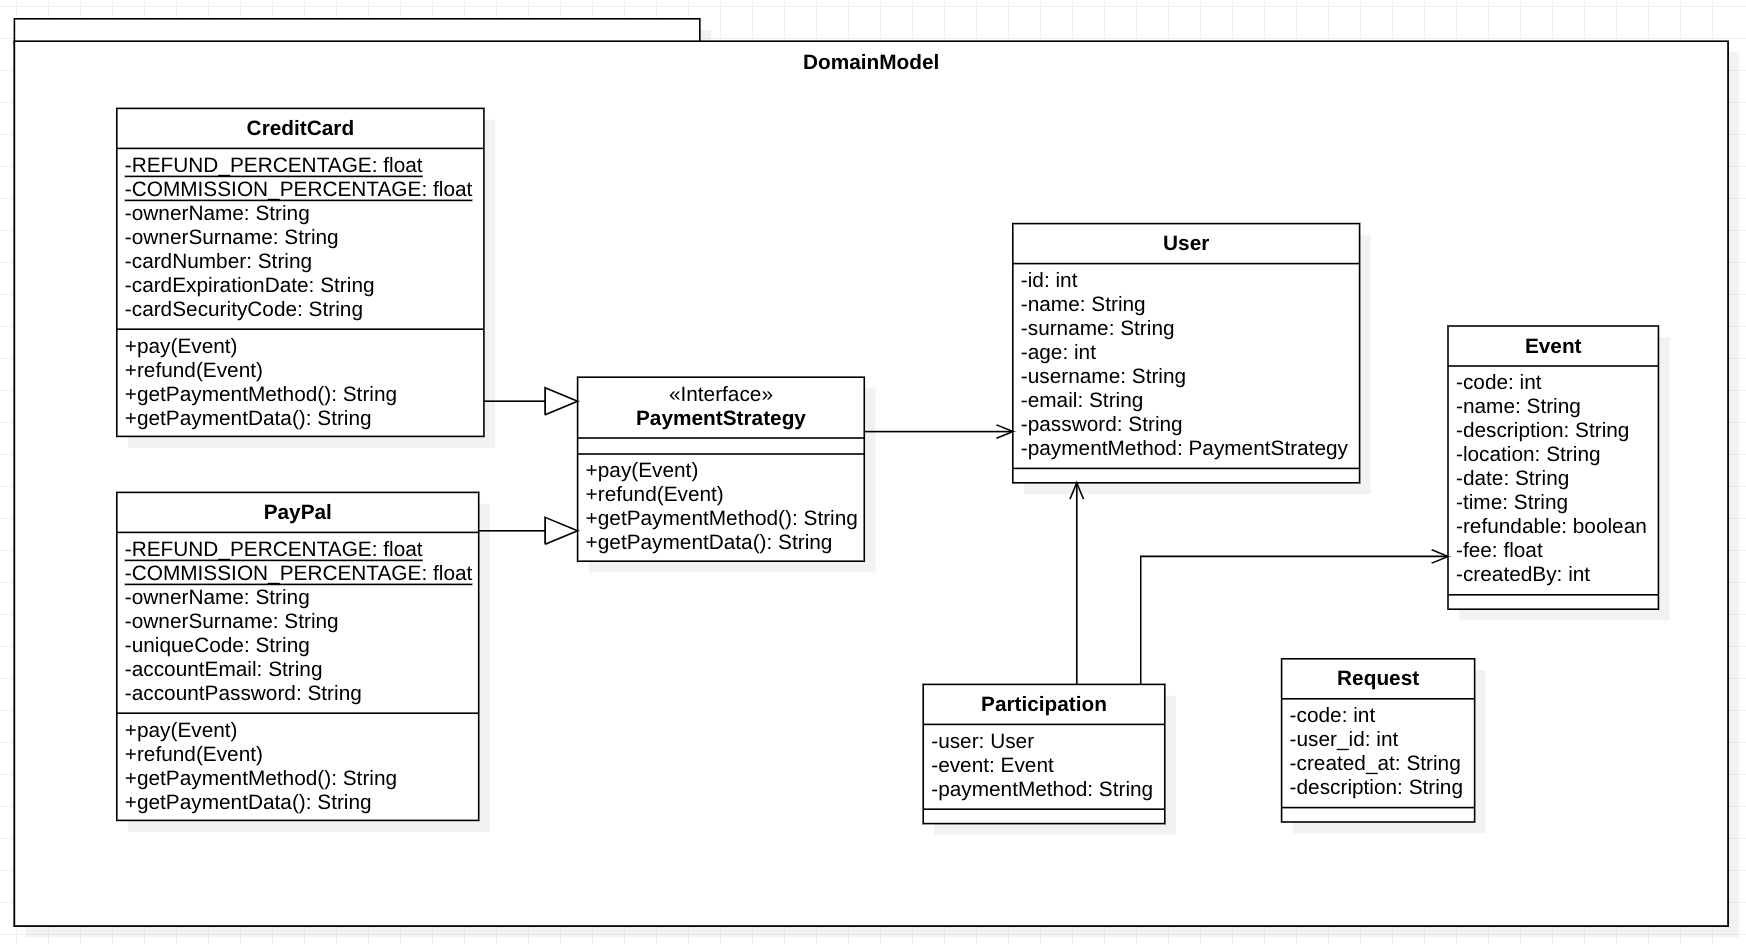 DomainModel
CreditCard
-REFUND_PERCENTAGE: float
-COMMISSION_PERCENTAGE: float
-ownerName: String
-ownerSurname: String
-cardNumber: String
-cardExpirationDate: String
-cardSecurityCode: String
+pay(Event)
+refund(Event)
+getPaymentMethod(): String
+getPaymentData(): String
PayPal
-REFUND_PERCENTAGE: float
-COMMISSION_PERCENTAGE: float
-ownerName: String
-ownerSurname: String
-uniqueCode: String
-accountEmail: String
-accountPassword: String
+pay(Event)
+refund(Event)
+getPaymentMethod(): String
+getPaymentData(): String
«Interface»
PaymentStrategy
+pay(Event)
+refund(Event)
+getPaymentMethod(): String
+getPaymentData(): String
User
-id: int
-name: String
-surname: String
-age: int
-username: String
-email: String
-password: String
-paymentMethod: PaymentStrategy
Event
-code: int
-name: String
-description: String
-location: String
-date: String
-time: String
-refundable: boolean
-fee: float
-createdBy: int
Participation
-user: User
-event: Event
-paymentMethod: String
Request
-code: int
-user_id: int
-created_at: String
-description: String